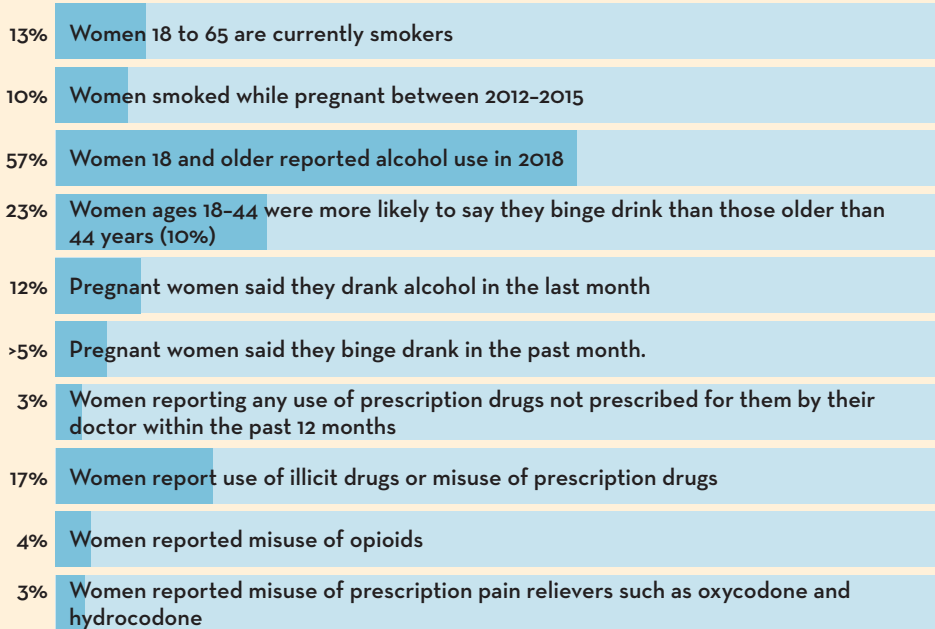 13% Women 18 to 65 are currently smokers
10% Women smoked while pregnant between 2012–2015
57% Women 18 and older reported alcohol use in 2018
23% Women ages 18–44 were more likely to say they binge drink than those older than
44 years (10%)
12% Pregnant women said they drank alcohol in the last month
>5% Pregnant women said they binge drank in the past month.
3% Women reporting any use of prescription drugs not prescribed for them by their
doctor within the past 12 months
17% Women report use of illicit drugs or misuse of prescription drugs
4% Women reported misuse of opioids
3% Women reported misuse of prescription pain relievers such as oxycodone and
hydrocodone